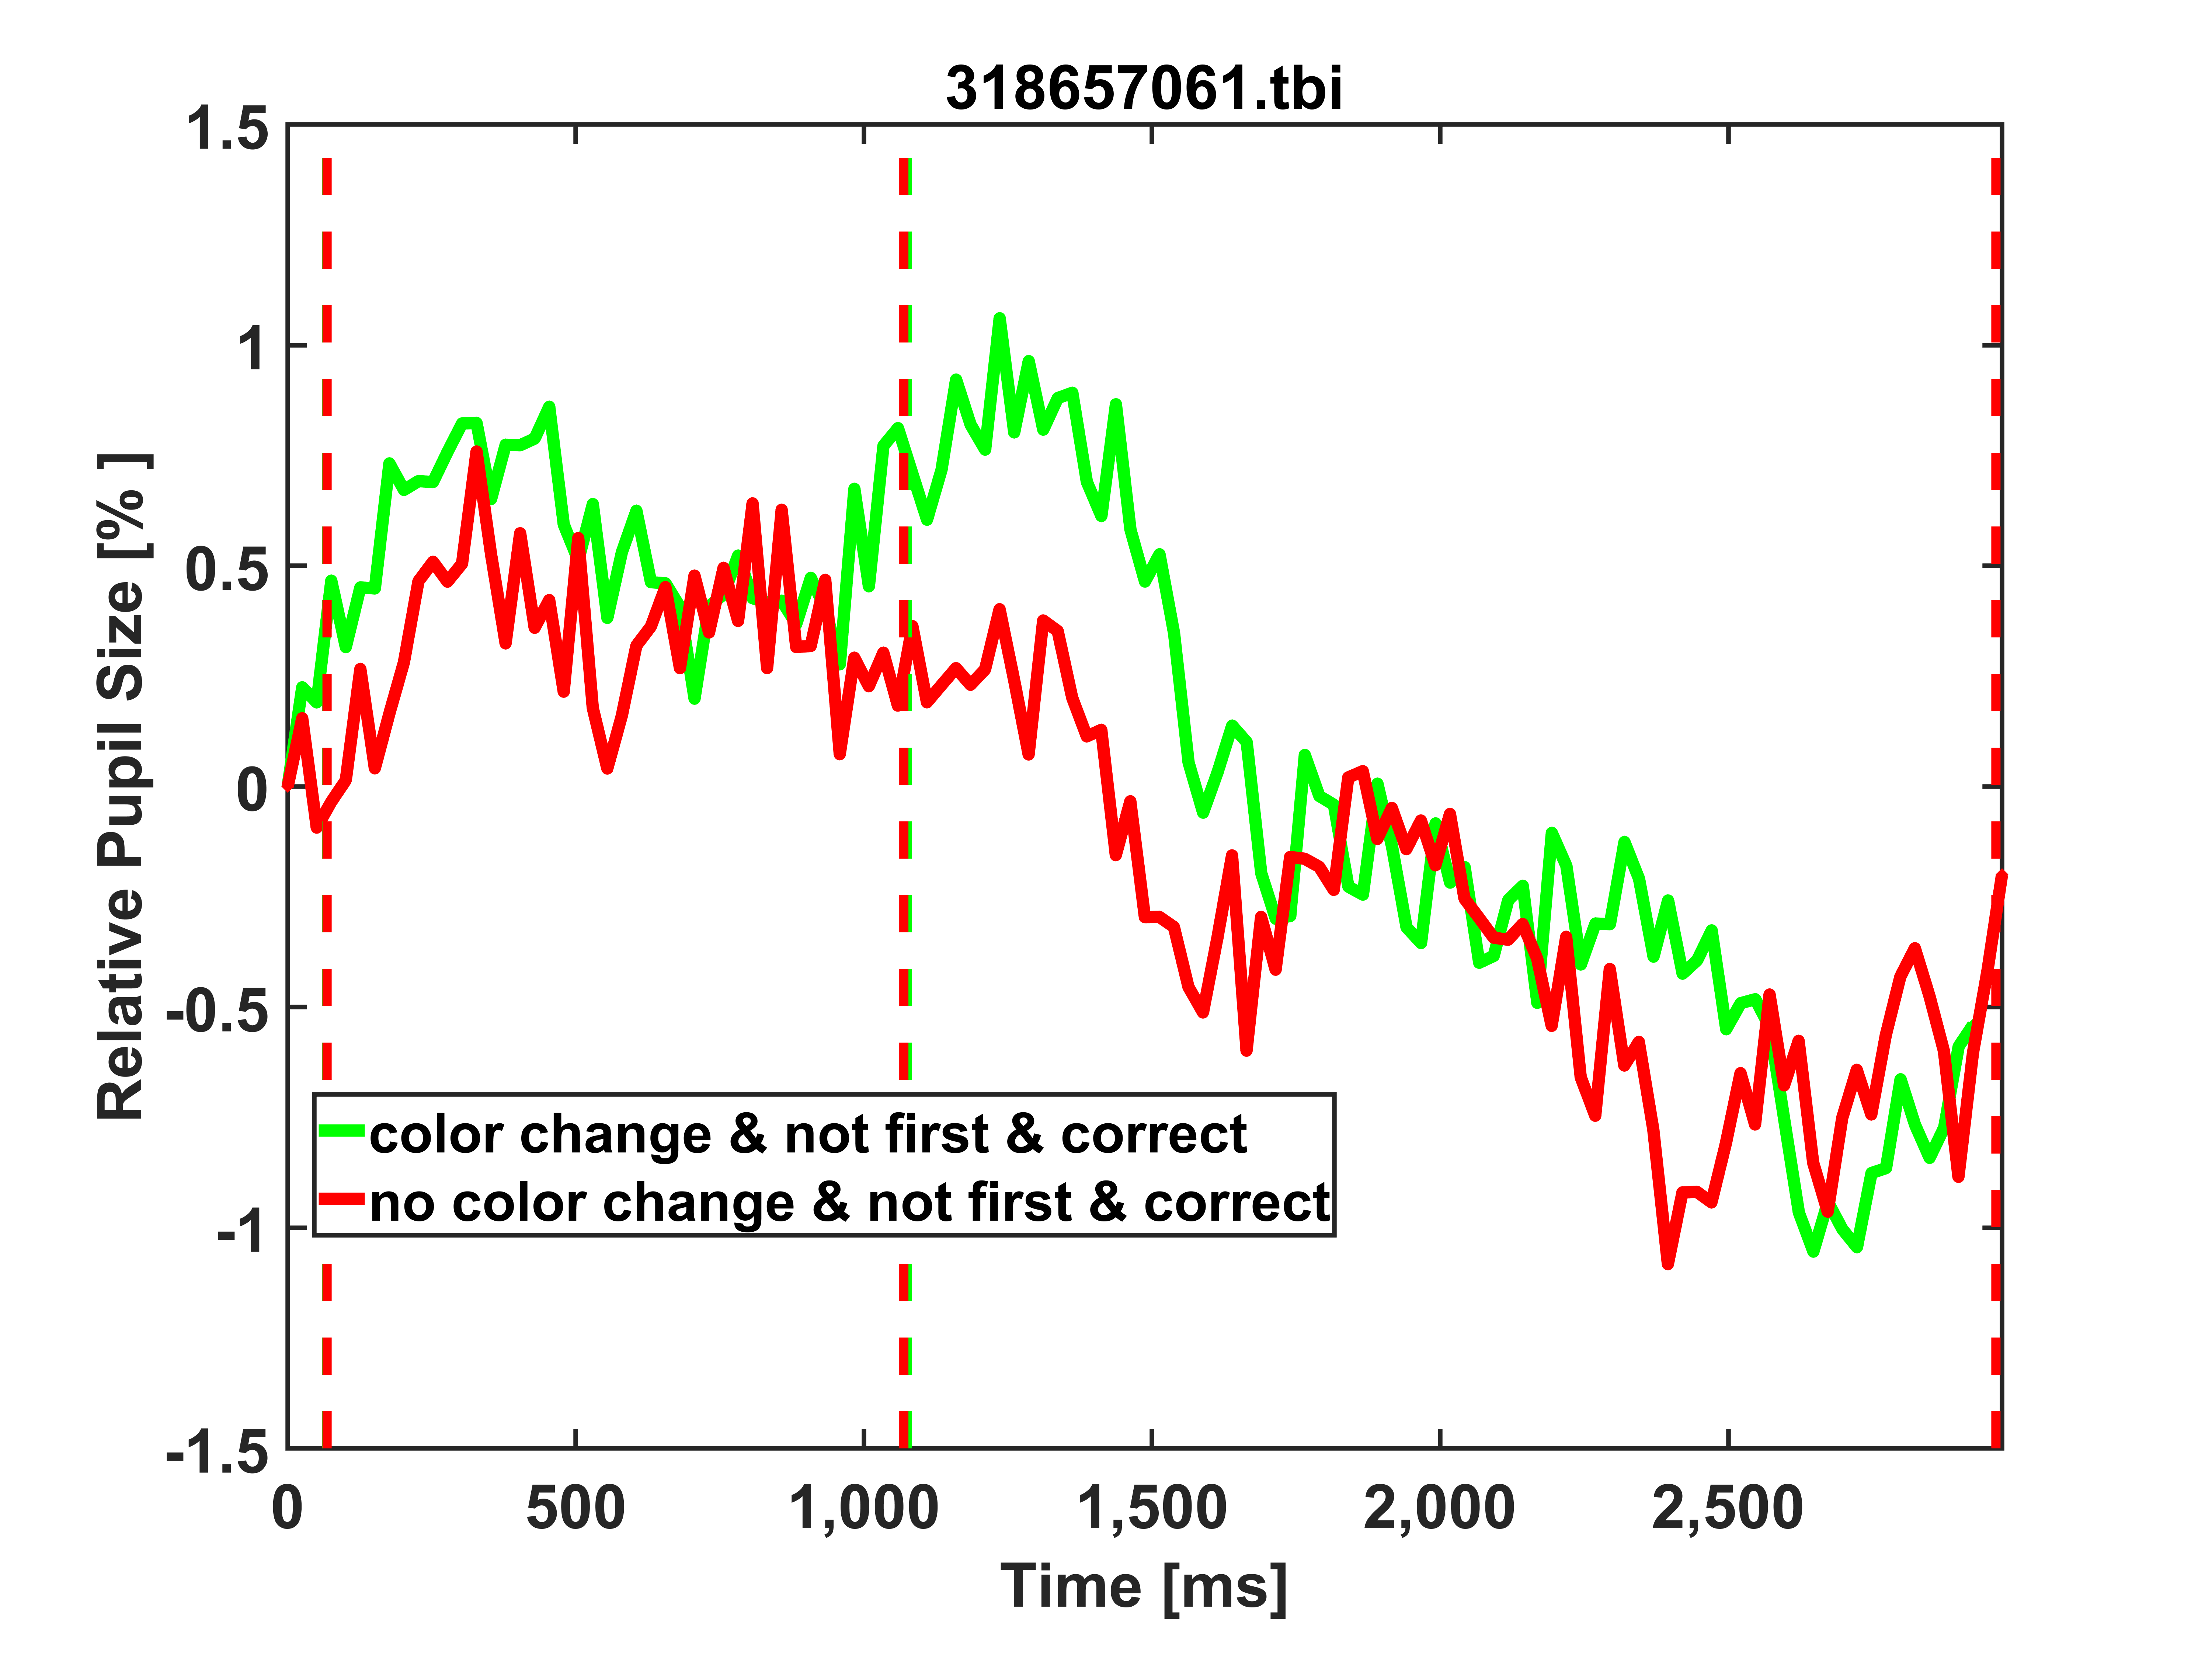 318657061.tbi
1.5
1
0.5
0
-0.5
-1
-1.5
Relative Pupil Size [% ]
color change & not first & correct
no color change & not first & correct
0 500 1,000 1,500 2,000 2,500
Time [ms]